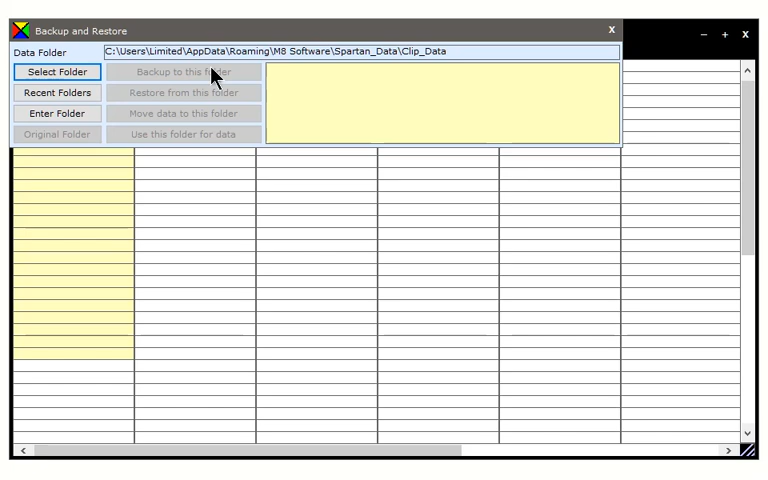 Backup and Restore
Data Folder C:\Users\Limited\AppData\Roaming\M8 Software\Spartan_Data\Clip_Data
Select Folder Backup to this folder
Recent Folders Restore from this folder
Enter Folder Move data to this folder
Original Folder Use this folder for data